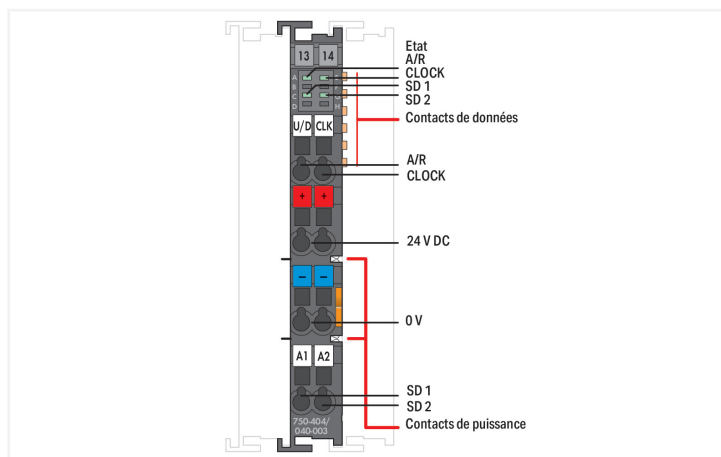 Etat
A/R
CLOCK
SD 1
SD 2
Contacts de données
13 14
A
B
C
D
E
H
U/D CLK
A/R
CLOCK
+ +
24 V DC
– –
0 V
A1 A2
SD 1
SD 2
750-404/
040-003
Contacts de puissance